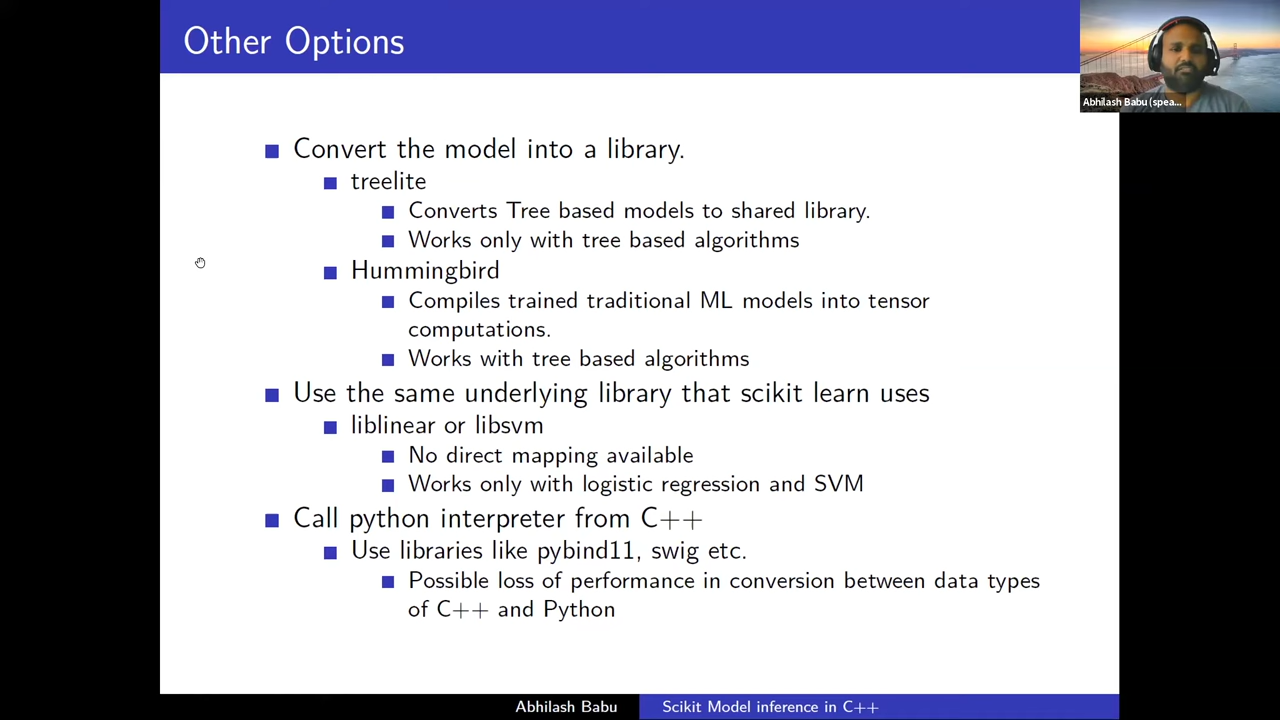 Other Options
Abhilash Babu (spea...
Convert the model into a library.
treelite
Converts Tree based models to shared library.
Works only with tree based algorithms
Hummingbird
Compiles trained traditional ML models into tensor
computations.
Works with tree based algorithms
Use the same underlying library that scikit learn uses
liblinear or libsvm
No direct mapping available
Works only with logistic regression and SVM
Call python interpreter from C++
Use libraries like pybind11, swig etc.
Possible loss of performance in conversion between data types
of C++ and Python
Abhilash Babu
Scikit Model inference in C++